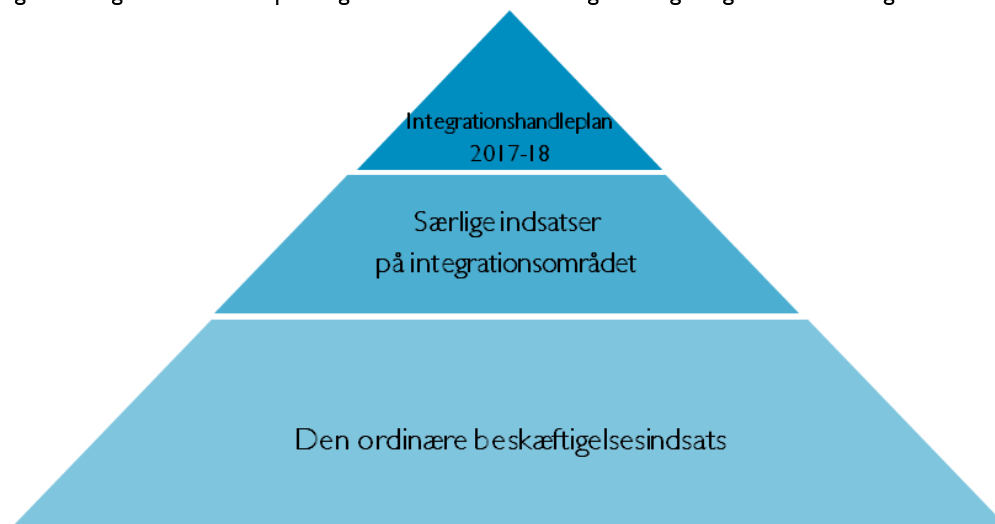 Integrationshandleplan
2017-18
Særlige indsatser
på integrationsområdet
Den ordinære beskæftigelsesindsats